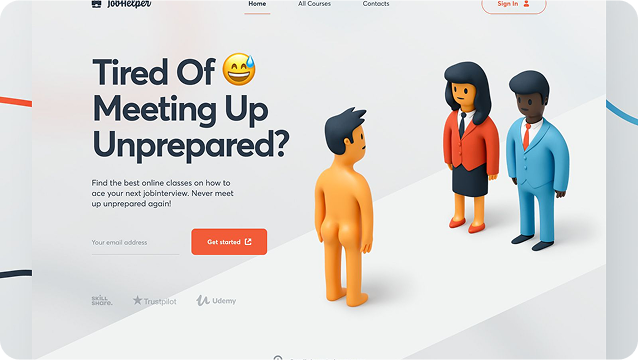 JobHelper
Home
All Courses
Contacts
Sign In
Tired Of 😅
Meeting Up
Unprepared?
Find the best online classes on how to
ace your next jobinterview. Never meet
up unprepared again!
Your email address
Get started
SKILL
SHARE.
Trustpilot
Udemy